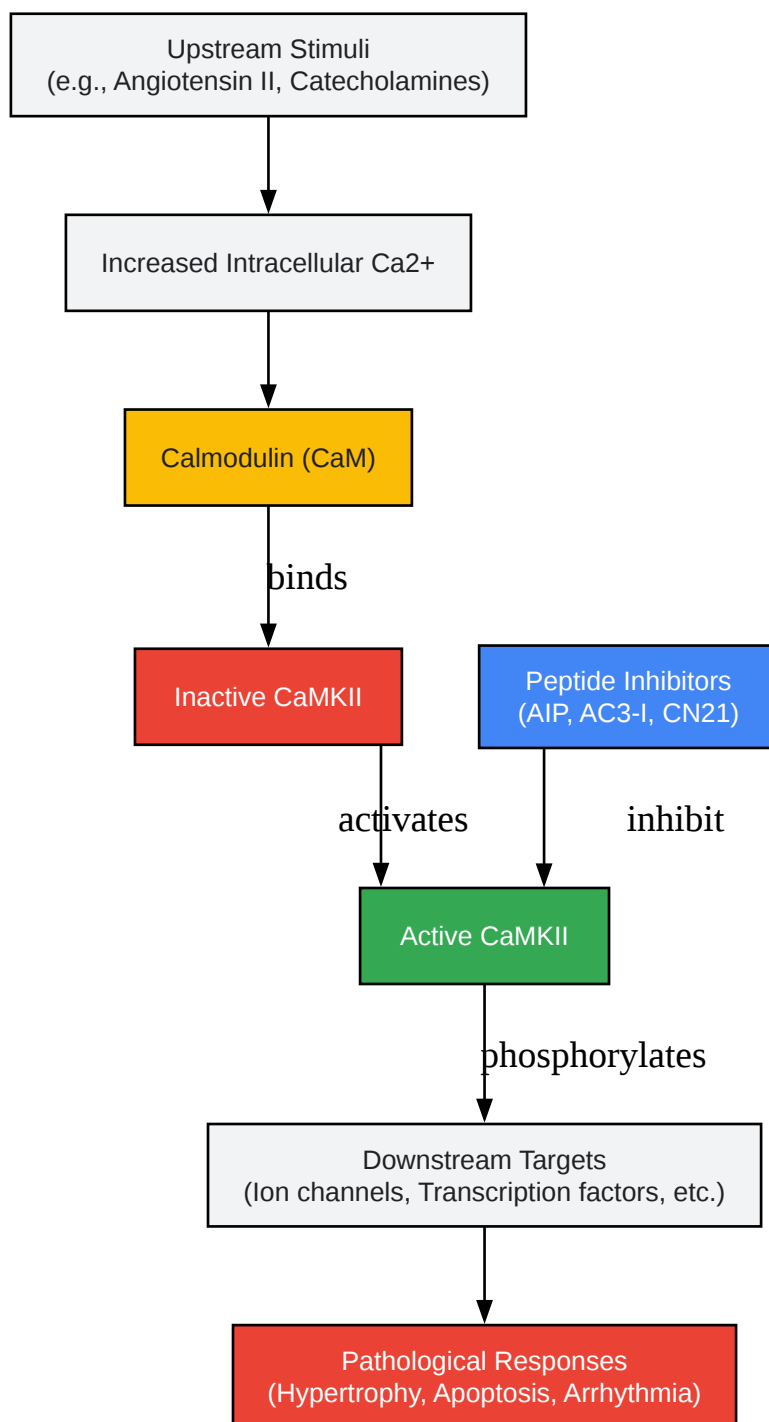 Upstream Stimuli
(e.g., Angiotensin II, Catecholamines)
Increased Intracellular Ca2+
Calmodulin (CaM)
binds
Inactive CaMKII
Peptide Inhibitors
(AIP, AC3-I, CN21)
activates
inhibit
Active CaMKII
phosphorylates
Downstream Targets
(Ion channels, Transcription factors, etc.)
Pathological Responses
(Hypertrophy, Apoptosis, Arrhythmia)